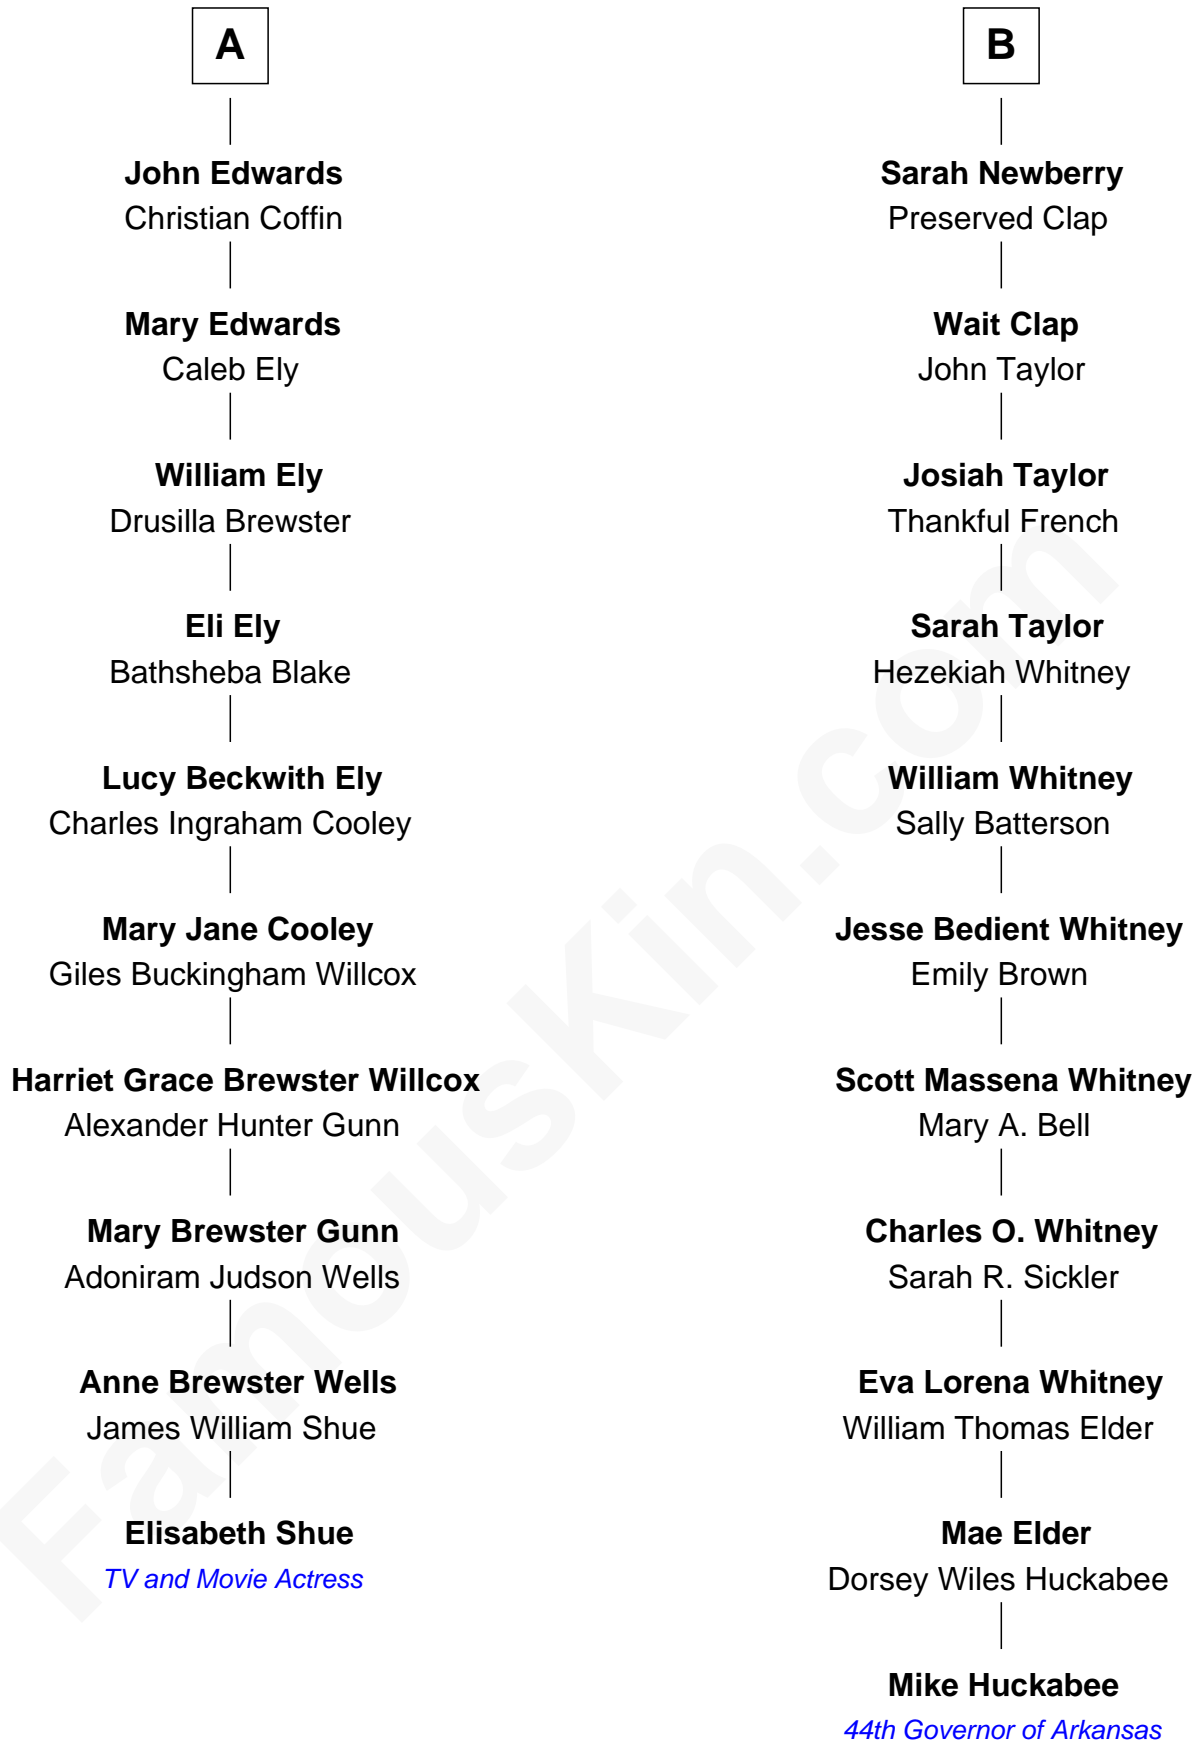 A
John Edwards
Christian Coffin
Mary Edwards
Caleb Ely
William Ely
Drusilla Brewster
Eli Ely
Bathsheba Blake
Lucy Beckwith Ely
Charles Ingraham Cooley
Mary Jane Cooley
Giles Buckingham Willcox
Harriet Grace Brewster Willcox
Alexander Hunter Gunn
Mary Brewster Gunn
Adoniram Judson Wells
Anne Brewster Wells
James William Shue
Elisabeth Shue
TV and Movie Actress
B
Sarah Newberry
Preserved Clap
Wait Clap
John Taylor
Josiah Taylor
Thankful French
Sarah Taylor
Hezekiah Whitney
William Whitney
Sally Batterson
Jesse Bedient Whitney
Emily Brown
Scott Massena Whitney
Mary A. Bell
Charles O. Whitney
Sarah R. Sickler
Eva Lorena Whitney
William Thomas Elder
Mae Elder
Dorsey Wiles Huckabee
Mike Huckabee
44th Governor of Arkansas
FamousKin.com